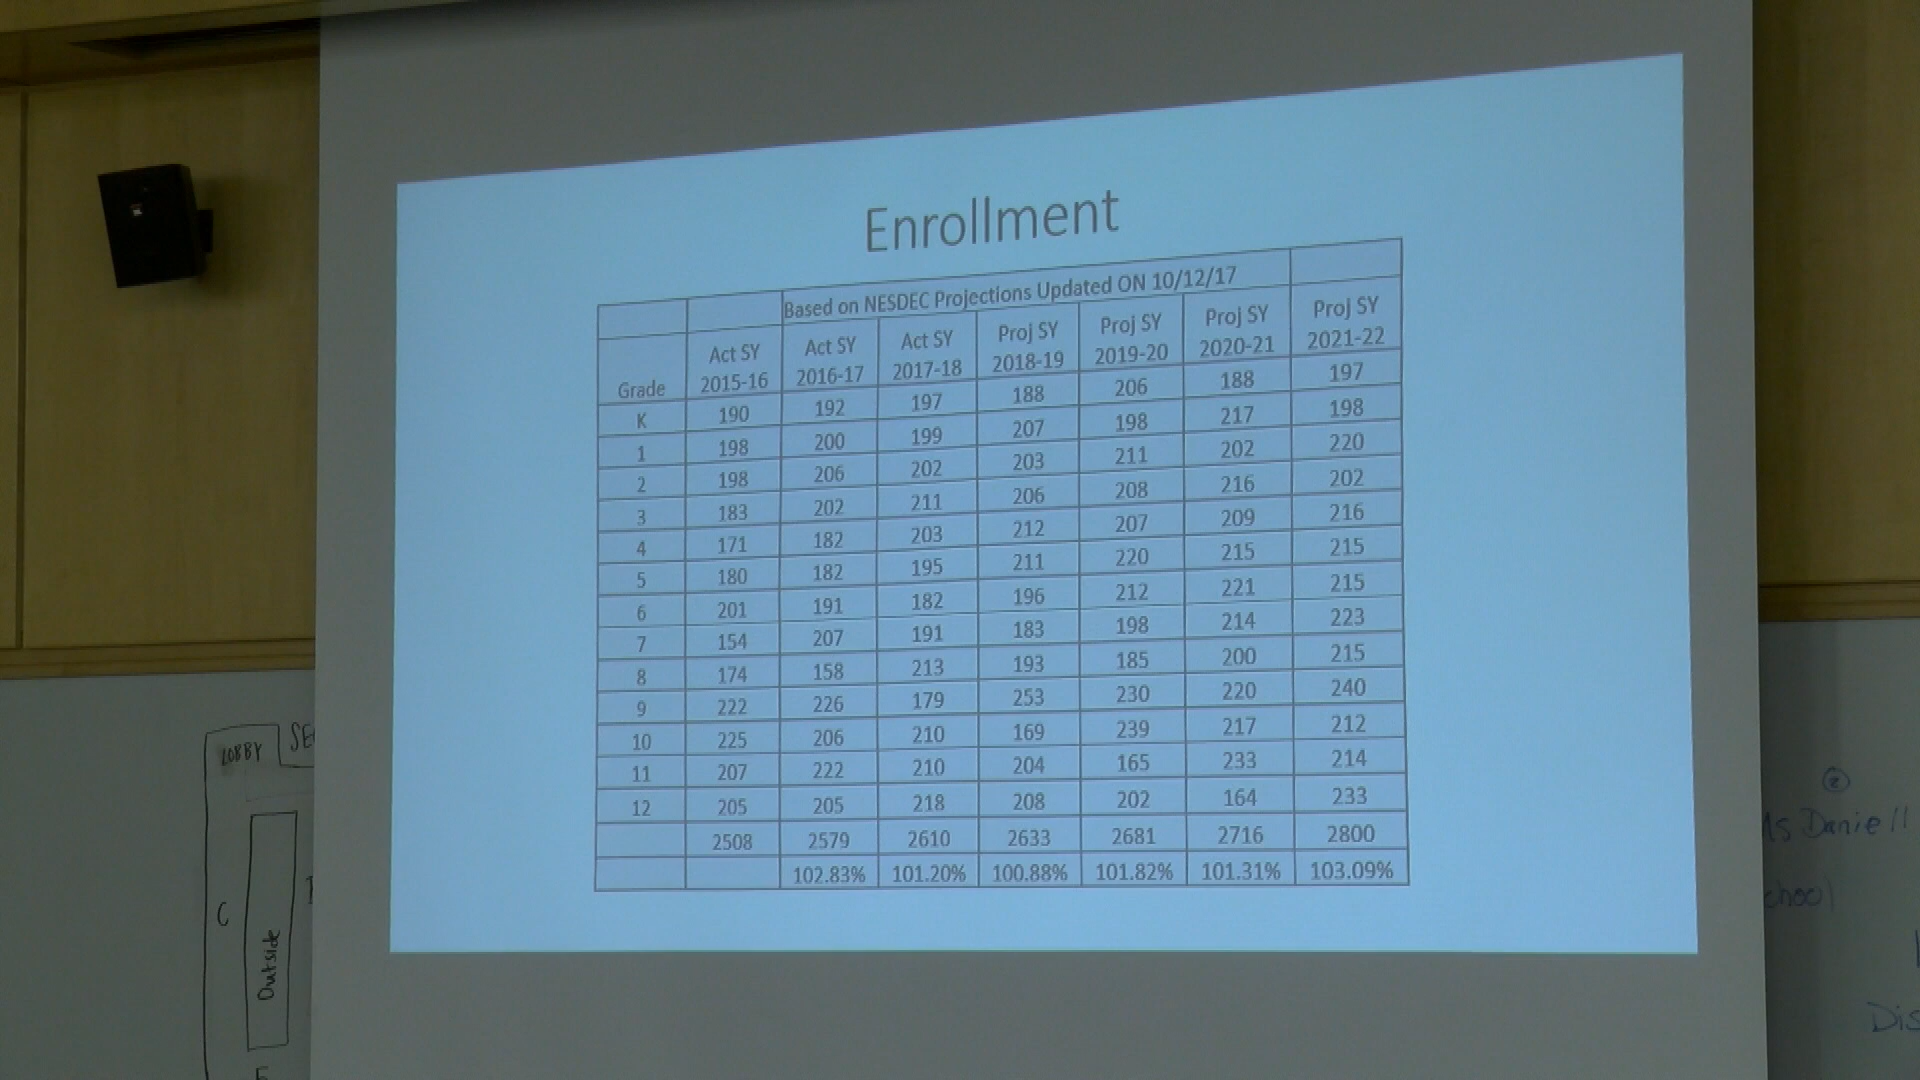 Enrollment
Based on NESDEC Projections Updated ON 10/12/17
Grade Act SY 2015-16 Act SY 2016-17 Act SY 2017-18 Proj SY 2018-19 Proj SY 2019-20 Proj SY 2020-21 Proj SY 2021-22
K 190 192 197 188 206 188 197
1 198 200 199 207 198 217 198
2 198 206 202 203 211 202 220
3 183 202 211 206 208 216 202
4 171 182 203 212 207 209 216
5 180 182 195 211 220 215 215
6 201 191 182 196 212 221 215
7 154 207 191 183 198 214 223
8 174 158 213 193 185 200 215
9 222 226 179 253 230 220 240
10 225 206 210 169 239 217 212
11 207 222 210 204 165 233 214
12 205 205 218 208 202 164 233
2508 2579 2610 2633 2681 2716 2800
102.83% 101.20% 100.88% 101.82% 101.31% 103.09%
LOBBY
C
Outside
2
Ms Daniell